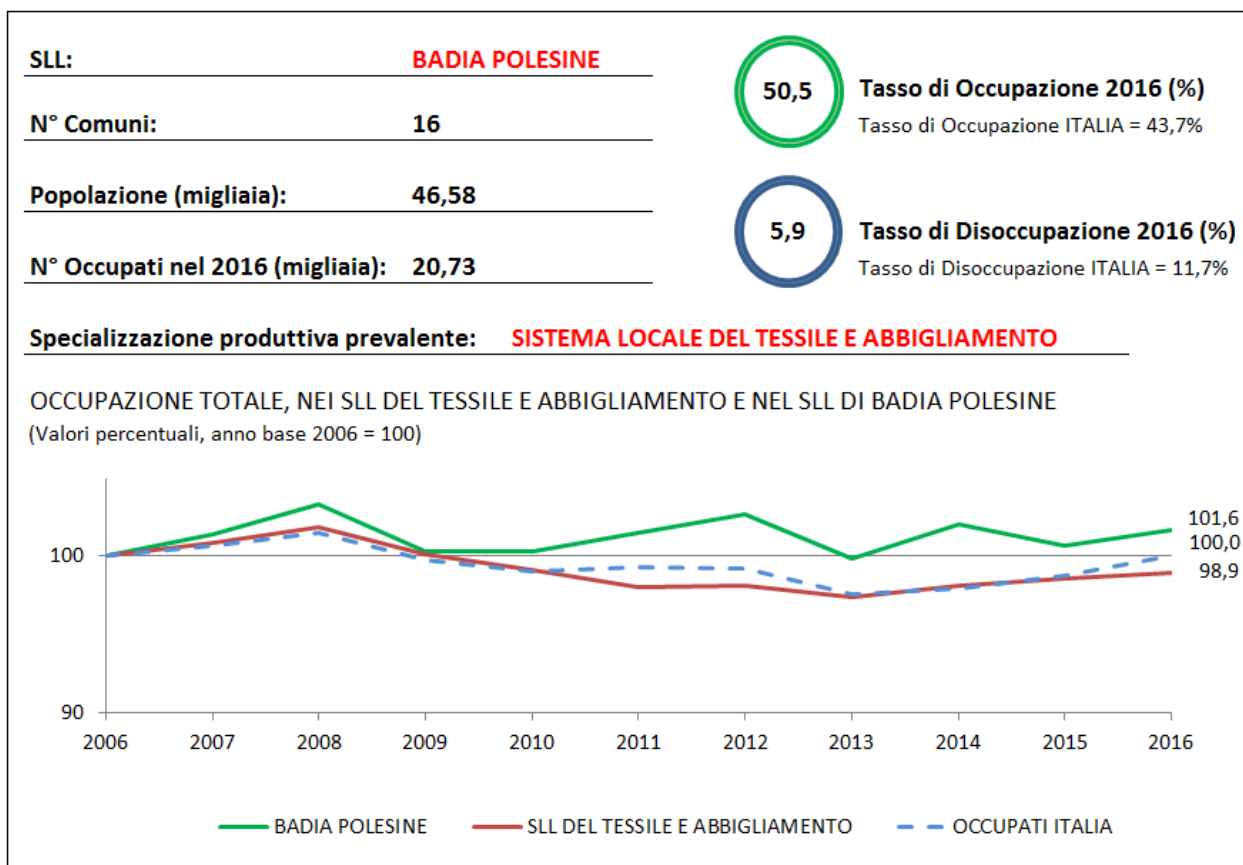 SLL: BADIA POLESINE
N° Comuni: 16
Popolazione (migliaia): 46,58
N° Occupati nel 2016 (migliaia): 20,73
50,5 Tasso di Occupazione 2016 (%)
Tasso di Occupazione ITALIA = 43,7%
5,9 Tasso di Disoccupazione 2016 (%)
Tasso di Disoccupazione ITALIA = 11,7%
Specializzazione produttiva prevalente: SISTEMA LOCALE DEL TESSILE E ABBIGLIAMENTO
OCCUPAZIONE TOTALE, NEI SLL DEL TESSILE E ABBIGLIAMENTO E NEL SLL DI BADIA POLESINE
(Valori percentuali, anno base 2006 = 100)
101,6
100 100,0
98,9
90
2006 2007 2008 2009 2010 2011 2012 2013 2014 2015 2016
BADIA POLESINE SLL DEL TESSILE E ABBIGLIAMENTO OCCUPATI ITALIA